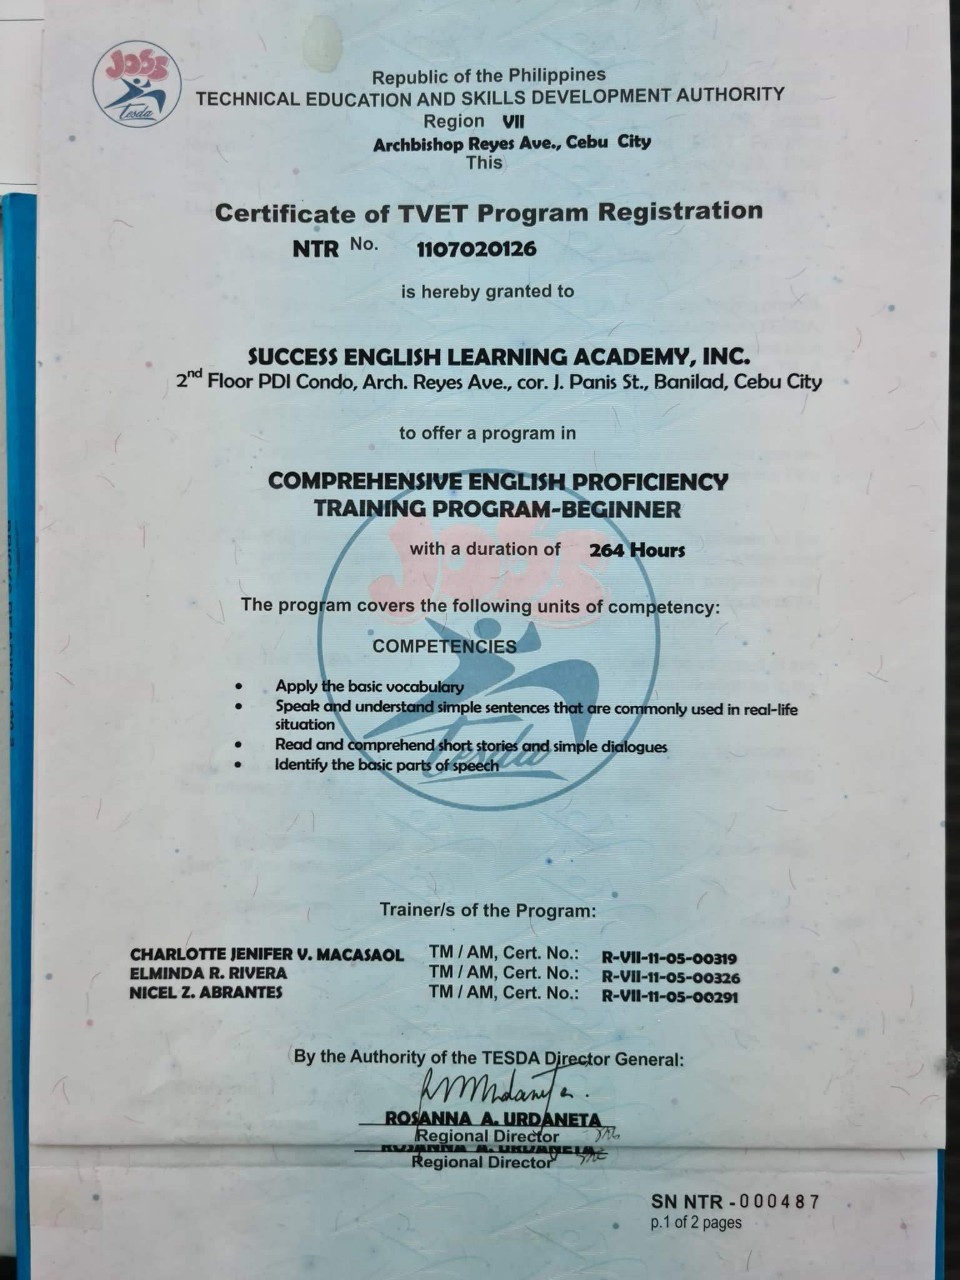 JOSS
tesda
Republic of the Philippines
TECHNICAL EDUCATION AND SKILLS DEVELOPMENT AUTHORITY
Region VII
Archbishop Reyes Ave., Cebu City
This
Certificate of TVET Program Registration
NTR No. 1107020126
is hereby granted to
SUCCESS ENGLISH LEARNING ACADEMY, INC.
2nd Floor PDI Condo, Arch. Reyes Ave., cor. J. Panis St., Banilad, Cebu City
to offer a program in
COMPREHENSIVE ENGLISH PROFICIENCY
TRAINING PROGRAM-BEGINNER
with a duration of 264 Hours
JOSS
The program covers the following units of competency:
COMPETENCIES
• Apply the basic vocabulary
• Speak and understand simple sentences that are commonly used in real-life
situation
• Read and comprehend short stories and simple dialogues
• Identify the basic parts of speech
tesda
Trainer/s of the Program:
CHARLOTTE JENIFER V. MACASAOL TM / AM, Cert. No.: R-VII-11-05-00319
ELMINDA R. RIVERA TM / AM, Cert. No.: R-VII-11-05-00326
NICEL Z. ABRANTES TM / AM, Cert. No.: R-VII-11-05-00291
By the Authority of the TESDA Director General:
ROSANNA A. URDANETA
Regional Director
ROSANNA A. URDANETA
Regional Director
SN NTR -000487
p.1 of 2 pages